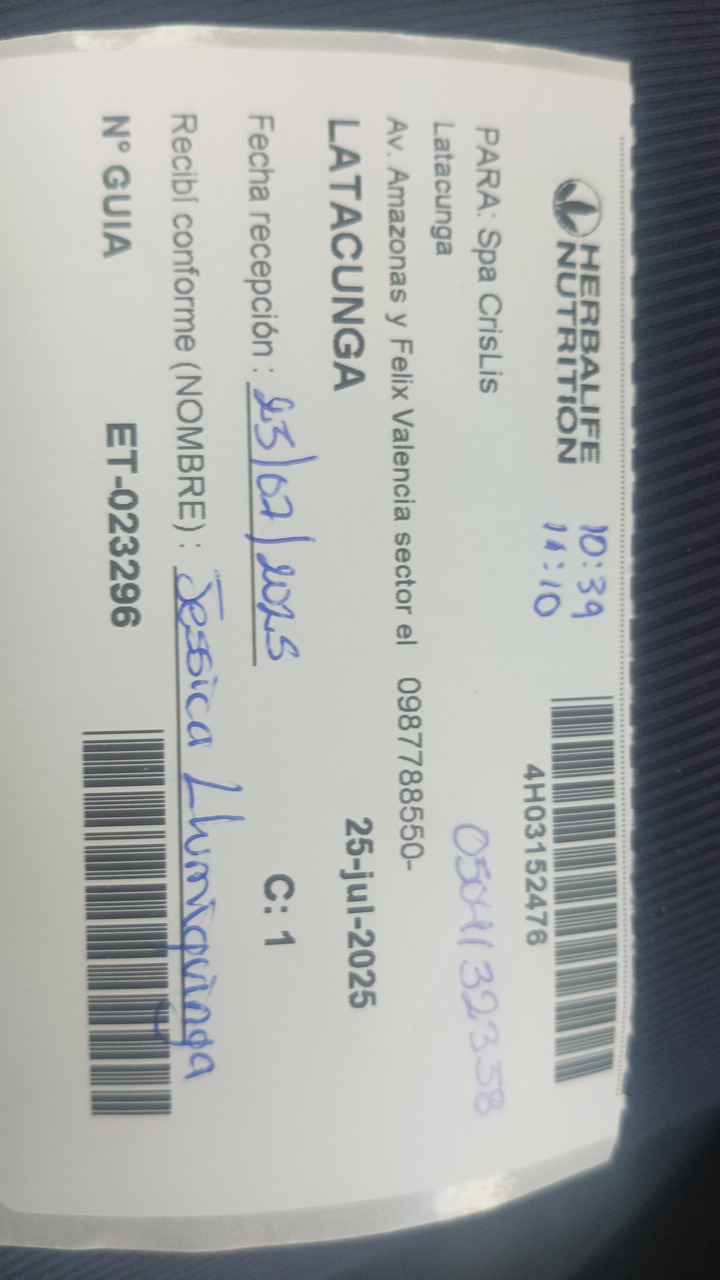 HERBALIFE
NUTRITION
10:39
11:10
4H03152476
PARA: Spa CrisLis
Latacunga
0504132358
Av. Amazonas y Felix Valencia sector el 0987788550-
LATACUNGA
25-jul-2025
Fecha recepción : 23/07/2025
C: 1
Recibí conforme (NOMBRE) : Jessica Llumiquinga
N° GUIA ET-023296